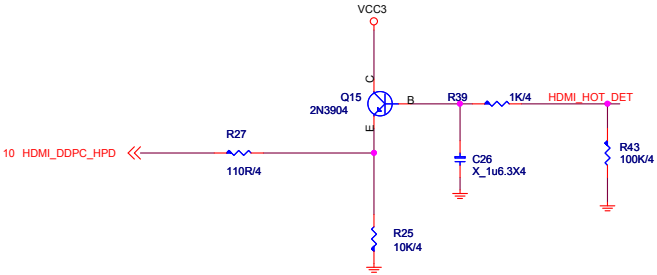 VCC3
C
Q15
2N3904
B
R39
1K/4
HDMI_HOT_DET
E
R27
10 HDMI_DDPC_HPD
110R/4
C26
X_1u6.3X4
R43
100K/4
R25
10K/4